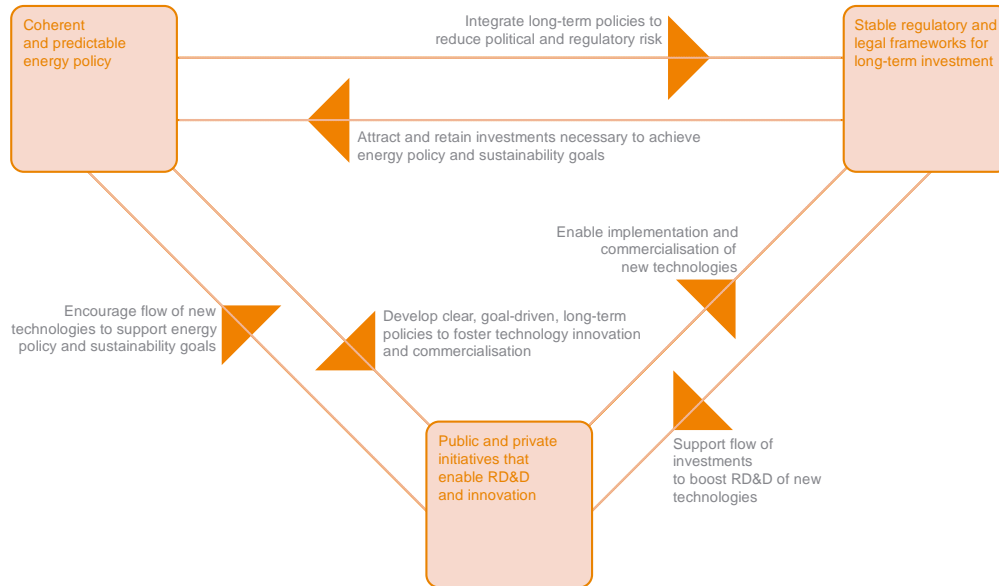 Coherent
and predictable
energy policy
Integrate long-term policies to
reduce political and regulatory risk
Stable regulatory and
legal frameworks for
long-term investment
Attract and retain investments necessary to achieve
energy policy and sustainability goals
Enable implementation and
commercialisation of
new technologies
Encourage flow of new
technologies to support energy
policy and sustainability goals
Develop clear, goal-driven, long-term
policies to foster technology innovation
and commercialisation
Public and private
initiatives that
enable RD&D
and innovation
Support flow of
investments
to boost RD&D of new
technologies